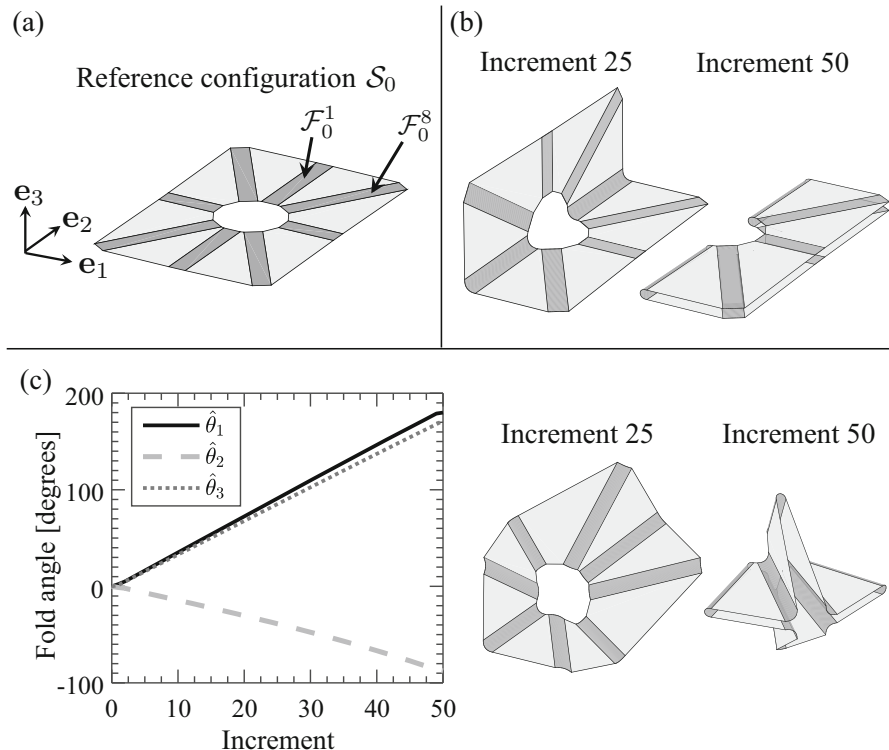 (a)
Reference configuration 𝒮₀
ℱ₀¹
ℱ₀⁸
e₃
e₂
e₁
(b)
Increment 25
Increment 50
(c)
200
100
0
-100
Fold angle [degrees]
θ̂₁
θ̂₂
θ̂₃
0
10
20
30
40
50
Increment
Increment 25
Increment 50